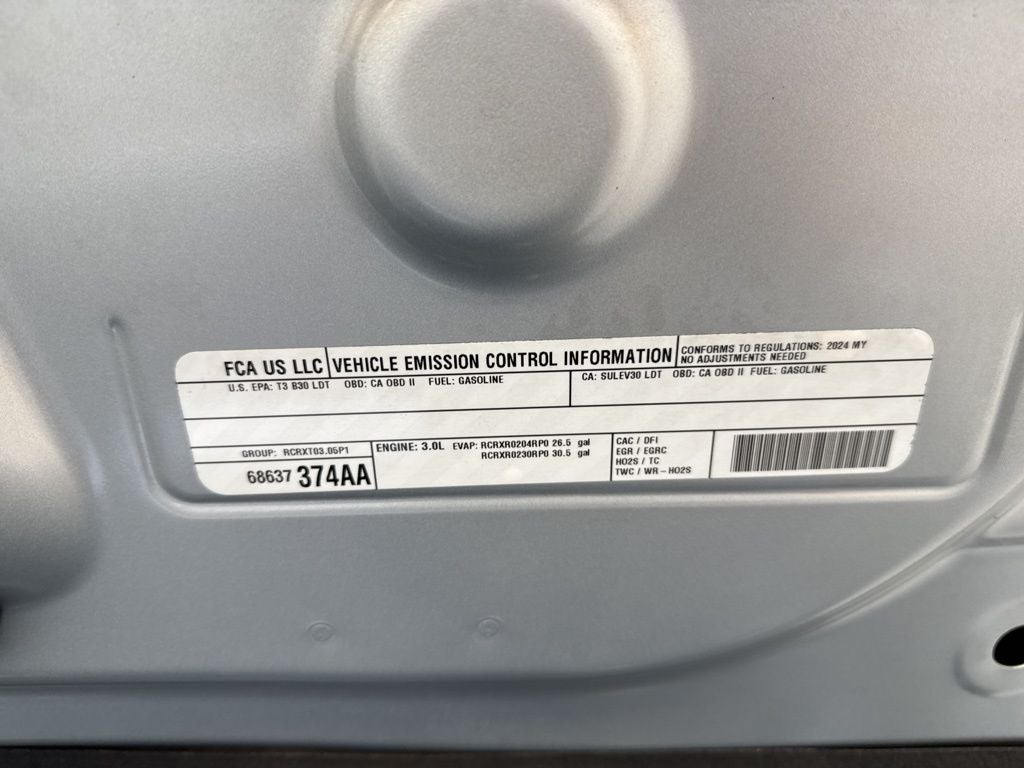 FCA US LLC
VEHICLE EMISSION CONTROL INFORMATION
CONFORMS TO REGULATIONS: 2024 MY
NO ADJUSTMENTS NEEDED
U.S. EPA: T3 B30 LDT OBD: CA OBD II FUEL: GASOLINE
CA: SULEV30 LDT OBD: CA OBD II FUEL: GASOLINE
GROUP: RCRXT03.05P1
68637 374AA
ENGINE: 3.0L EVAP: RCRXR0204RP0 26.5 gal
RCRXR0230RP0 30.5 gal
CAC / DFI
EGR / EGRC
HO2S / TC
TWC / WR-HO2S